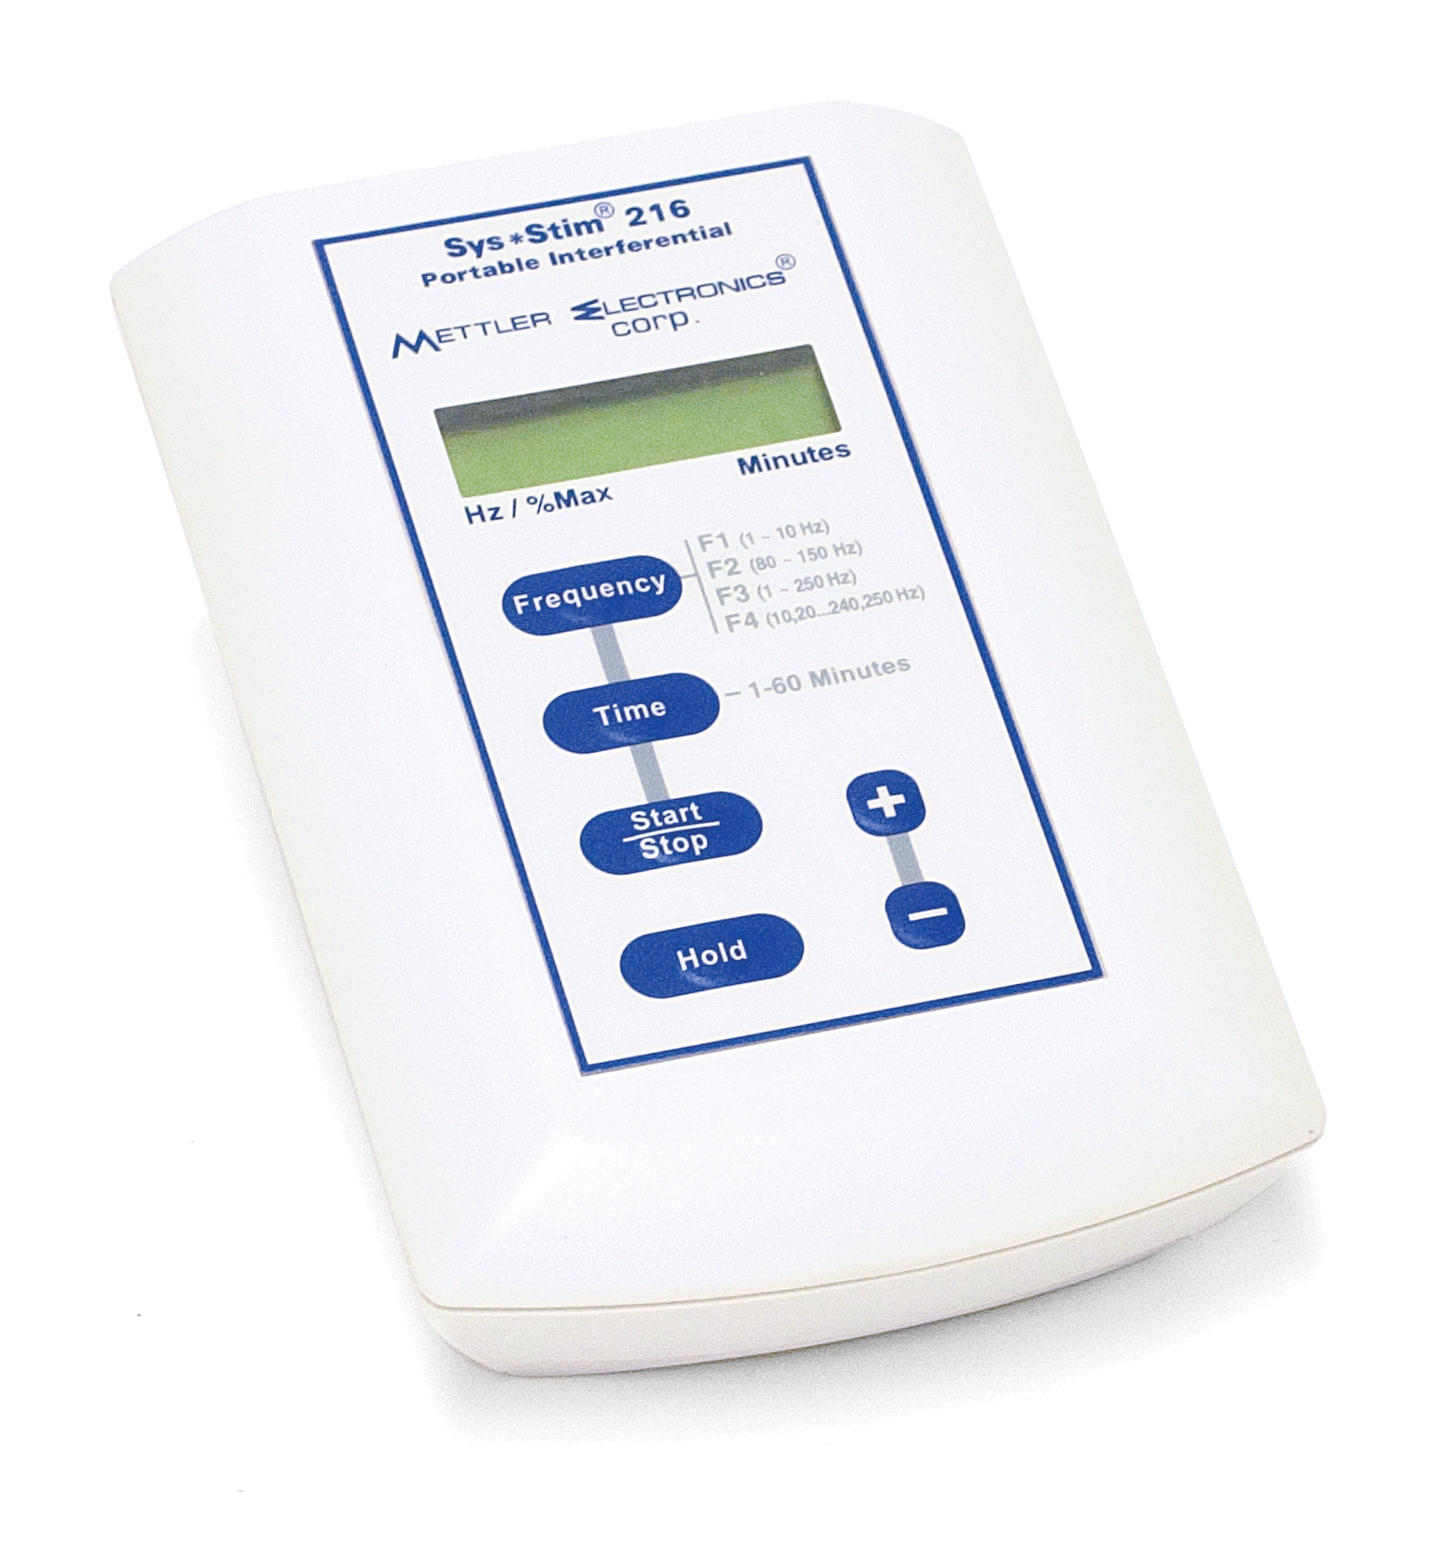 Sys*Stim® 216
Portable Interferential
METTLER ELECTRONICS®
corp.
Minutes
Hz / %Max
Frequency
F1 (1 ~ 10 Hz)
F2 (80 ~ 150 Hz)
F3 (1 ~ 250 Hz)
F4 (10,20...240,250 Hz)
Time
– 1-60 Minutes
Start
Stop
+
–
Hold